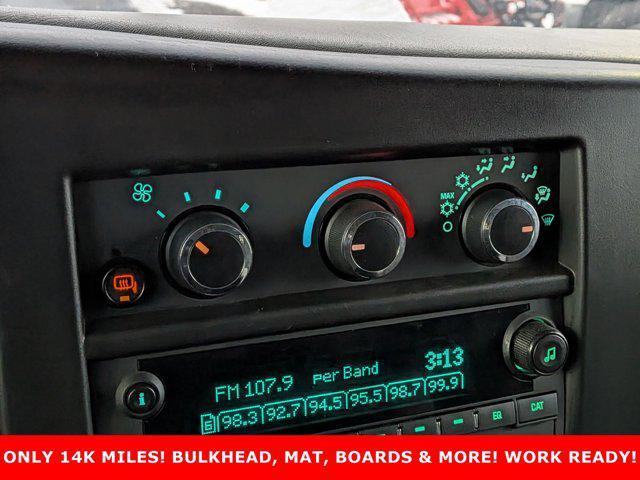 MAX
FM 107.9 per Band 3:13
E 98.3 92.7 94.5 95.5 98.7 99.9
i
EQ CAT
ONLY 14K MILES! BULKHEAD, MAT, BOARDS & MORE! WORK READY!